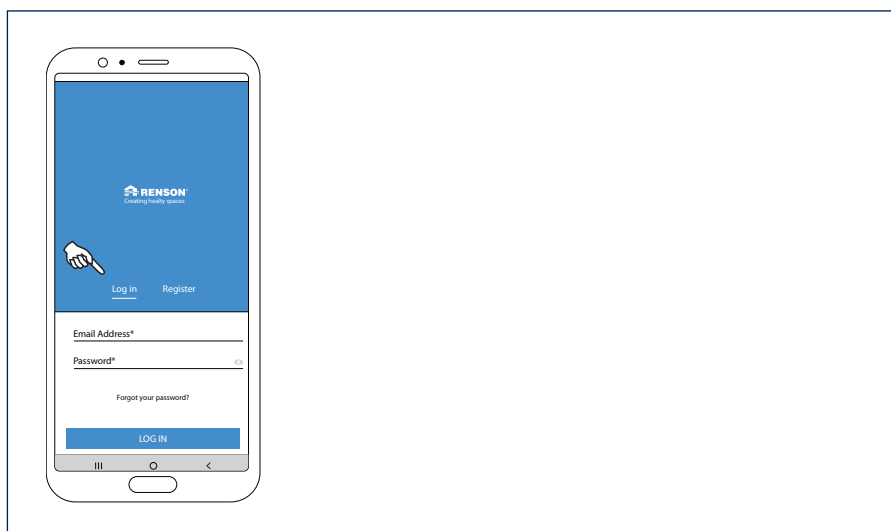 RENSON®
Creating healty spaces
Log in Register
Email Address*
Password*
Forgot your password?
LOG IN